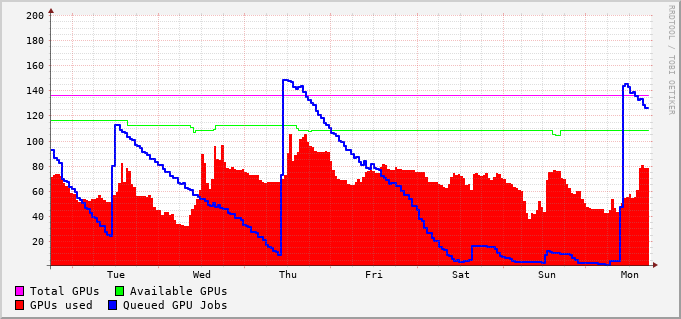 200
180
160
140
120
100
80
60
40
20
Tue Wed Thu Fri Sat Sun Mon
Total GPUs Available GPUs
GPUs used Queued GPU Jobs
RRDTOOL / TOBI OETIKER